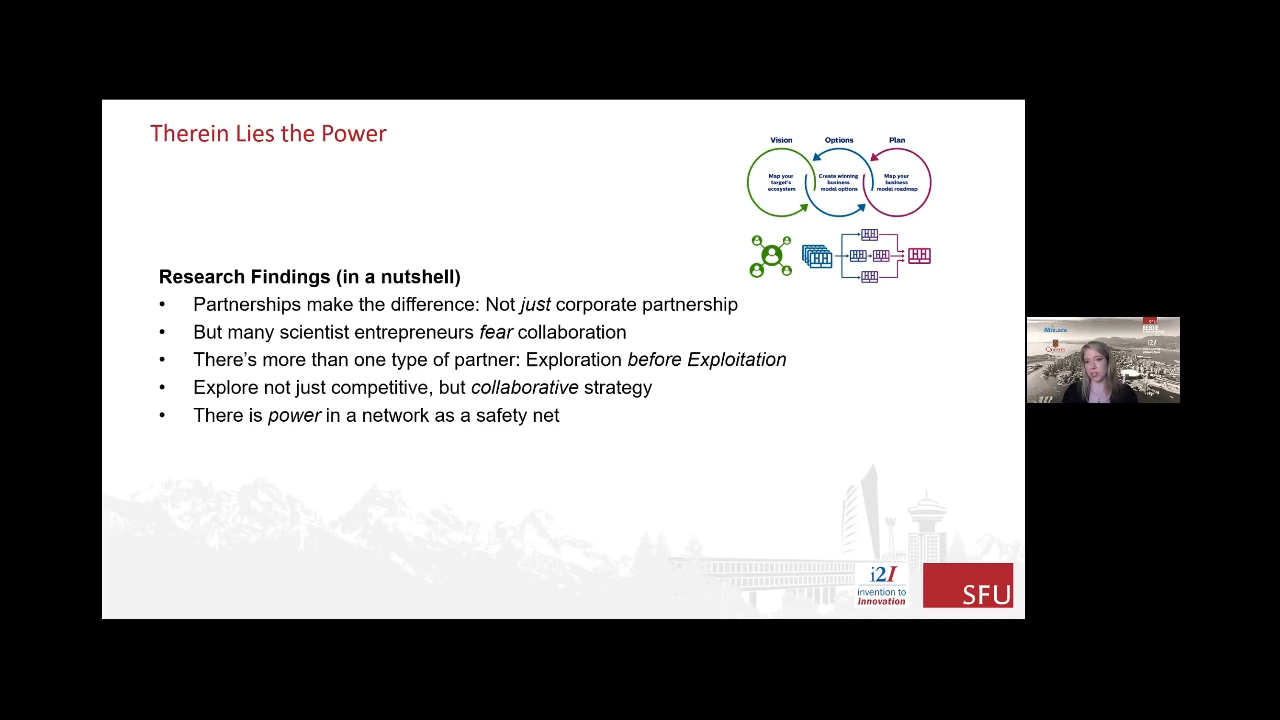 Therein Lies the Power
Vision
Options
Plan
Map your
target's
ecosystem
Create winning
business
model options
Map your
business
model roadmap
Research Findings (in a nutshell)
• Partnerships make the difference: Not just corporate partnership
• But many scientist entrepreneurs fear collaboration
• There's more than one type of partner: Exploration before Exploitation
• Explore not just competitive, but collaborative strategy
• There is power in a network as a safety net
i2I
invention to
innovation
SFU
Mitacs
BEEDIE
i2I